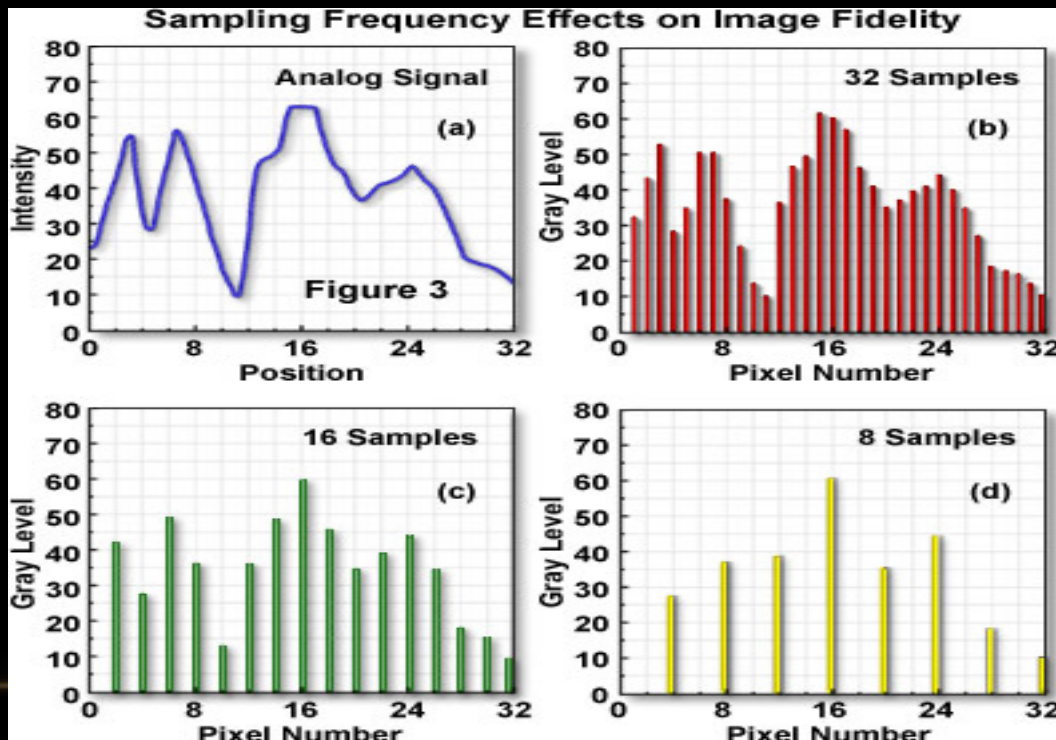 Sampling Frequency Effects on Image Fidelity
80
70
60
50
40
30
20
10
0
Intensity
Analog Signal
(a)
Figure 3
0 8 16 24 32
Position
80
70
60
50
40
30
20
10
0
Gray Level
32 Samples
(b)
0 8 16 24 32
Pixel Number
80
70
60
50
40
30
20
10
0
Gray Level
16 Samples
(c)
0 8 16 24 32
Pixel Number
80
70
60
50
40
30
20
10
0
Gray Level
8 Samples
(d)
0 8 16 24 32
Pixel Number